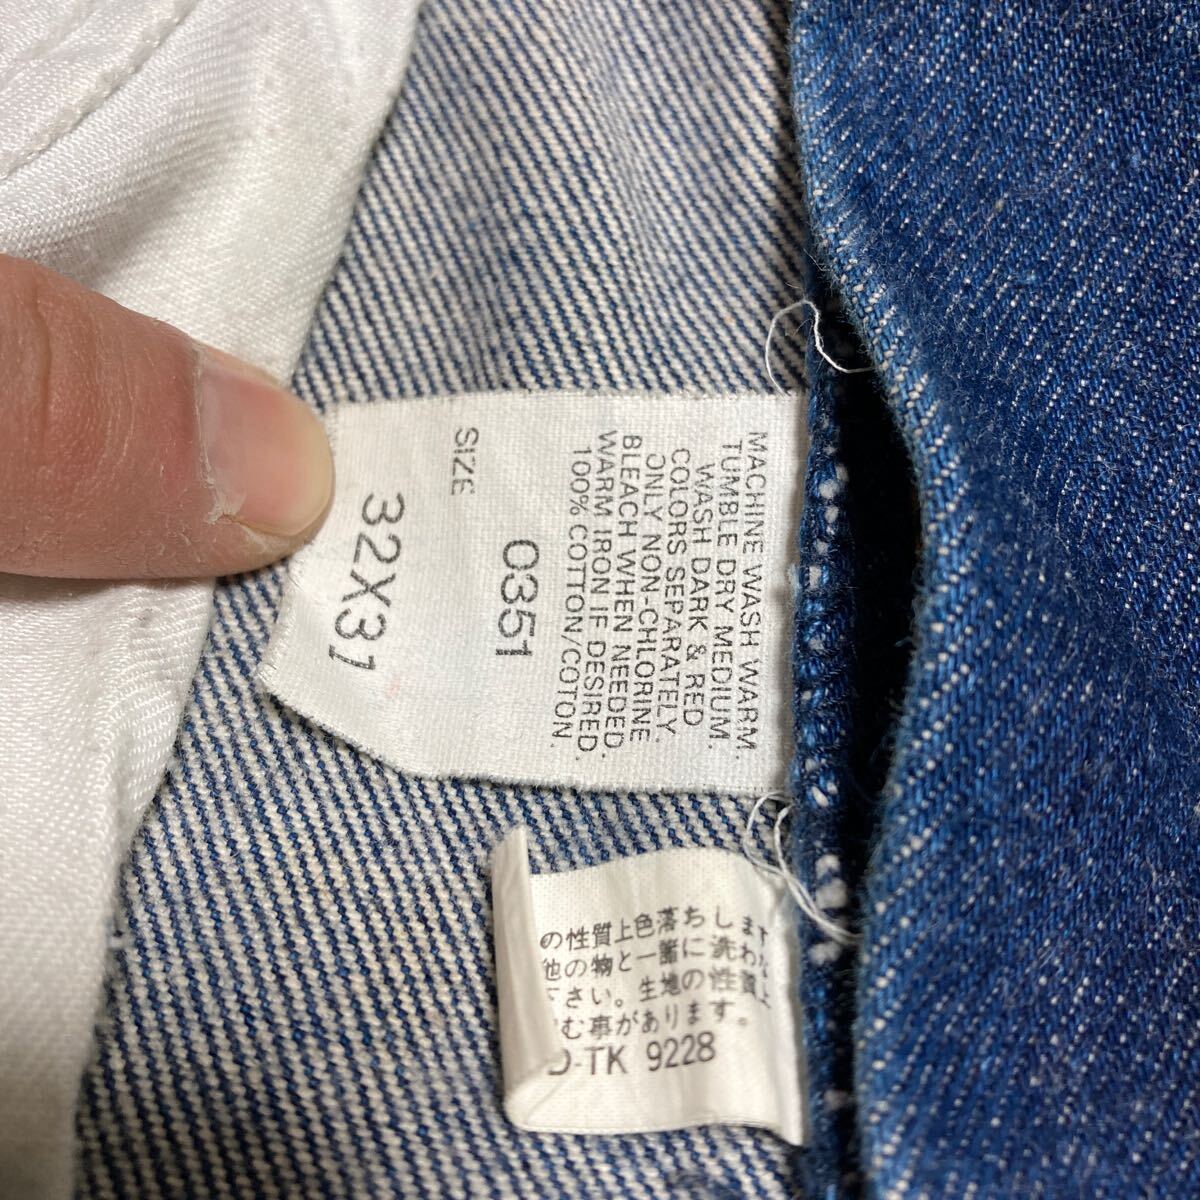 MACHINE WASH WARM
TUMBLE DRY MEDIUM.
WASH DARK & RED
COLORS SEPARATELY.
ONLY NON-CHLORINE
BLEACH WHEN NEEDED.
WARM IRON IF DESIRED.
100% COTTON/COTON.
0351
SIZE
32X31
の性質上色落ちします
他の物と一諸に洗わな
下さい。生地の性質上
む事があります。
D-TK 9228